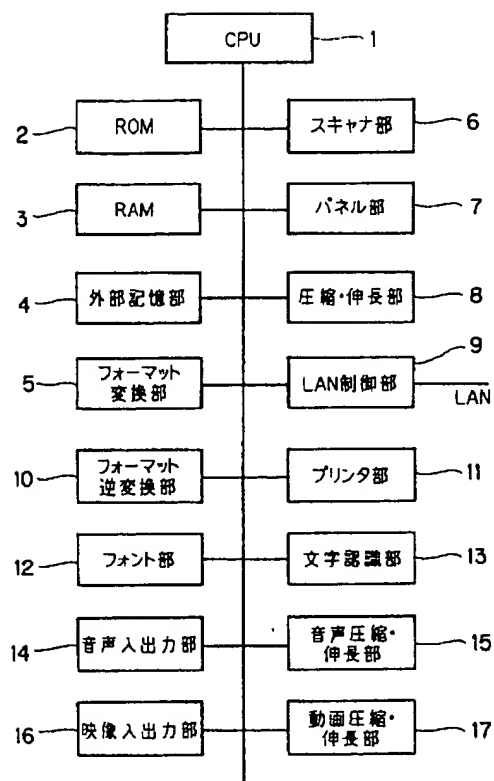 CPU 1
2 ROM スキャナ部 6
3 RAM パネル部 7
4 外部記憶部 圧縮・伸長部 8
9
5 フォーマット
変換部 LAN制御部
LAN
10 フォーマット
逆変換部 プリンタ部 11
12 フォント部 文字認識部 13
14 音声入出力部 音声圧縮・
伸長部 15
16 映像入出力部 動画圧縮・
伸長部 17